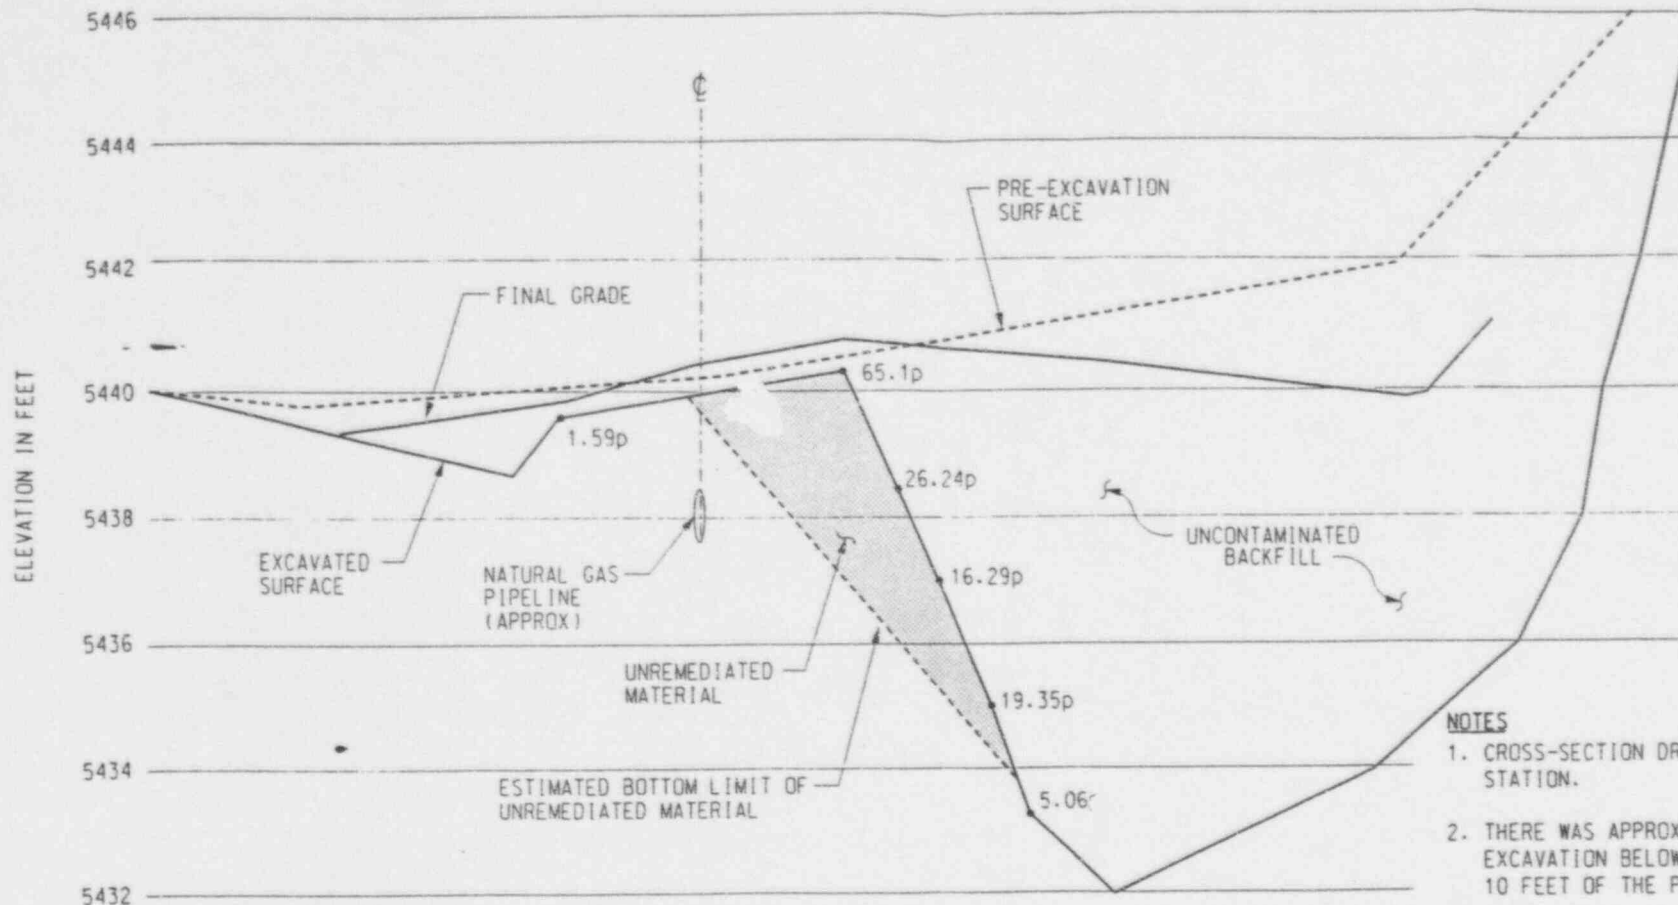 5446
5444
PRE-EXCAVATION
SURFACE
5442
FINAL GRADE
ELEVATION IN FEET
5440
65.1p
1.59p
26.24p
5438
UNCONTAMINATED
BACKFILL
EXCAVATED
SURFACE
NATURAL GAS
PIPELINE
(APPROX)
16.29p
5436
UNREMEDIATED
MATERIAL
19.35p
NOTES
1. CROSS-SECTION DR
STATION.
5434
ESTIMATED BOTTOM LIMIT OF
UNREMEDIATED MATERIAL
5.06
2. THERE WAS APPROX
EXCAVATION BELOW
10 FEET OF THE P
5432